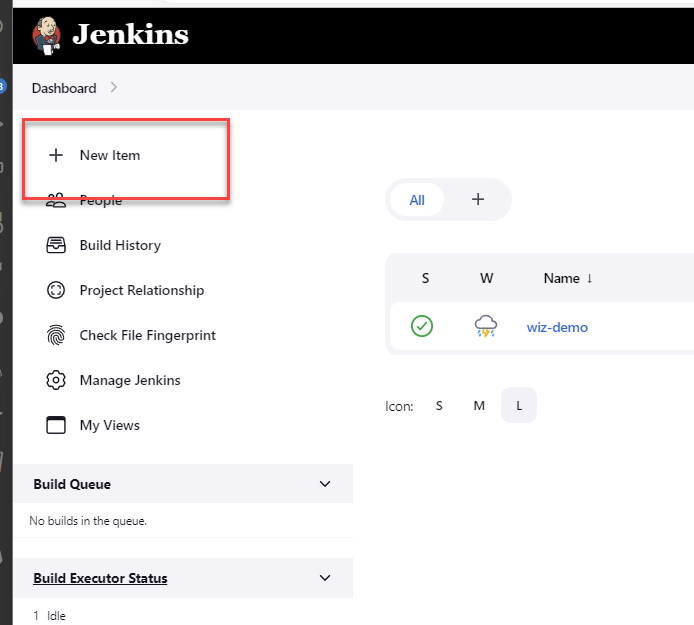 Jenkins
Dashboard
New Item
People
Build History
Project Relationship
Check File Fingerprint
Manage Jenkins
My Views
Build Queue
No builds in the queue.
Build Executor Status
1 Idle
All +
S W Name ↓
wiz-demo
Icon: S M L